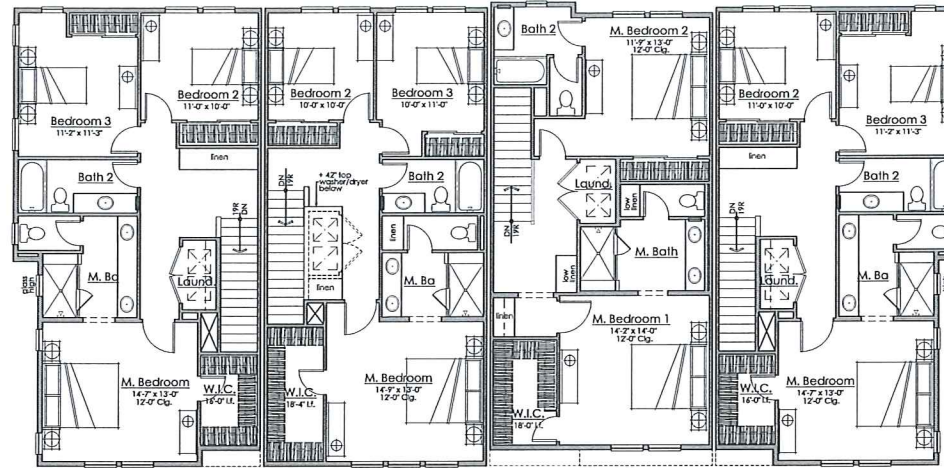 Bedroom 3
11'-2" x 11'-3"
Bedroom 2
11'-0" x 10'-0"
linen
Bath 2
M. Ba
glass
high
Laund.
DN
19R
M. Bedroom
14'-7" x 13'-0"
12'-0" Clg.
W.I.C.
18'-0" Lf.
Bedroom 2
10'-0" x 10'-0"
Bedroom 3
10'-0" x 11'-0"
DN
19R
+ 42" top
washer/dryer
below
Bath 2
linen
linen
M. Ba
W.I.C.
18'-4" Lf.
M. Bedroom
14'-9" x 13'-0"
12'-0" Clg.
Bath 2
M. Bedroom 2
11'-9" x 13'-0"
12'-0" Clg.
DN
19R
Laund.
low
linen
M. Bath
low
linen
linen
M. Bedroom 1
14'-2" x 14'-0"
12'-0" Clg.
W.I.C.
18'-0" Lf.
Bedroom 2
11'-0" x 10'-0"
Bedroom 3
11'-2" x 11'-3"
linen
Bath 2
DN
19R
Laund.
M. Ba
W.I.C.
16'-0" Lf.
M. Bedroom
14'-7" x 13'-0"
12'-0" Clg.